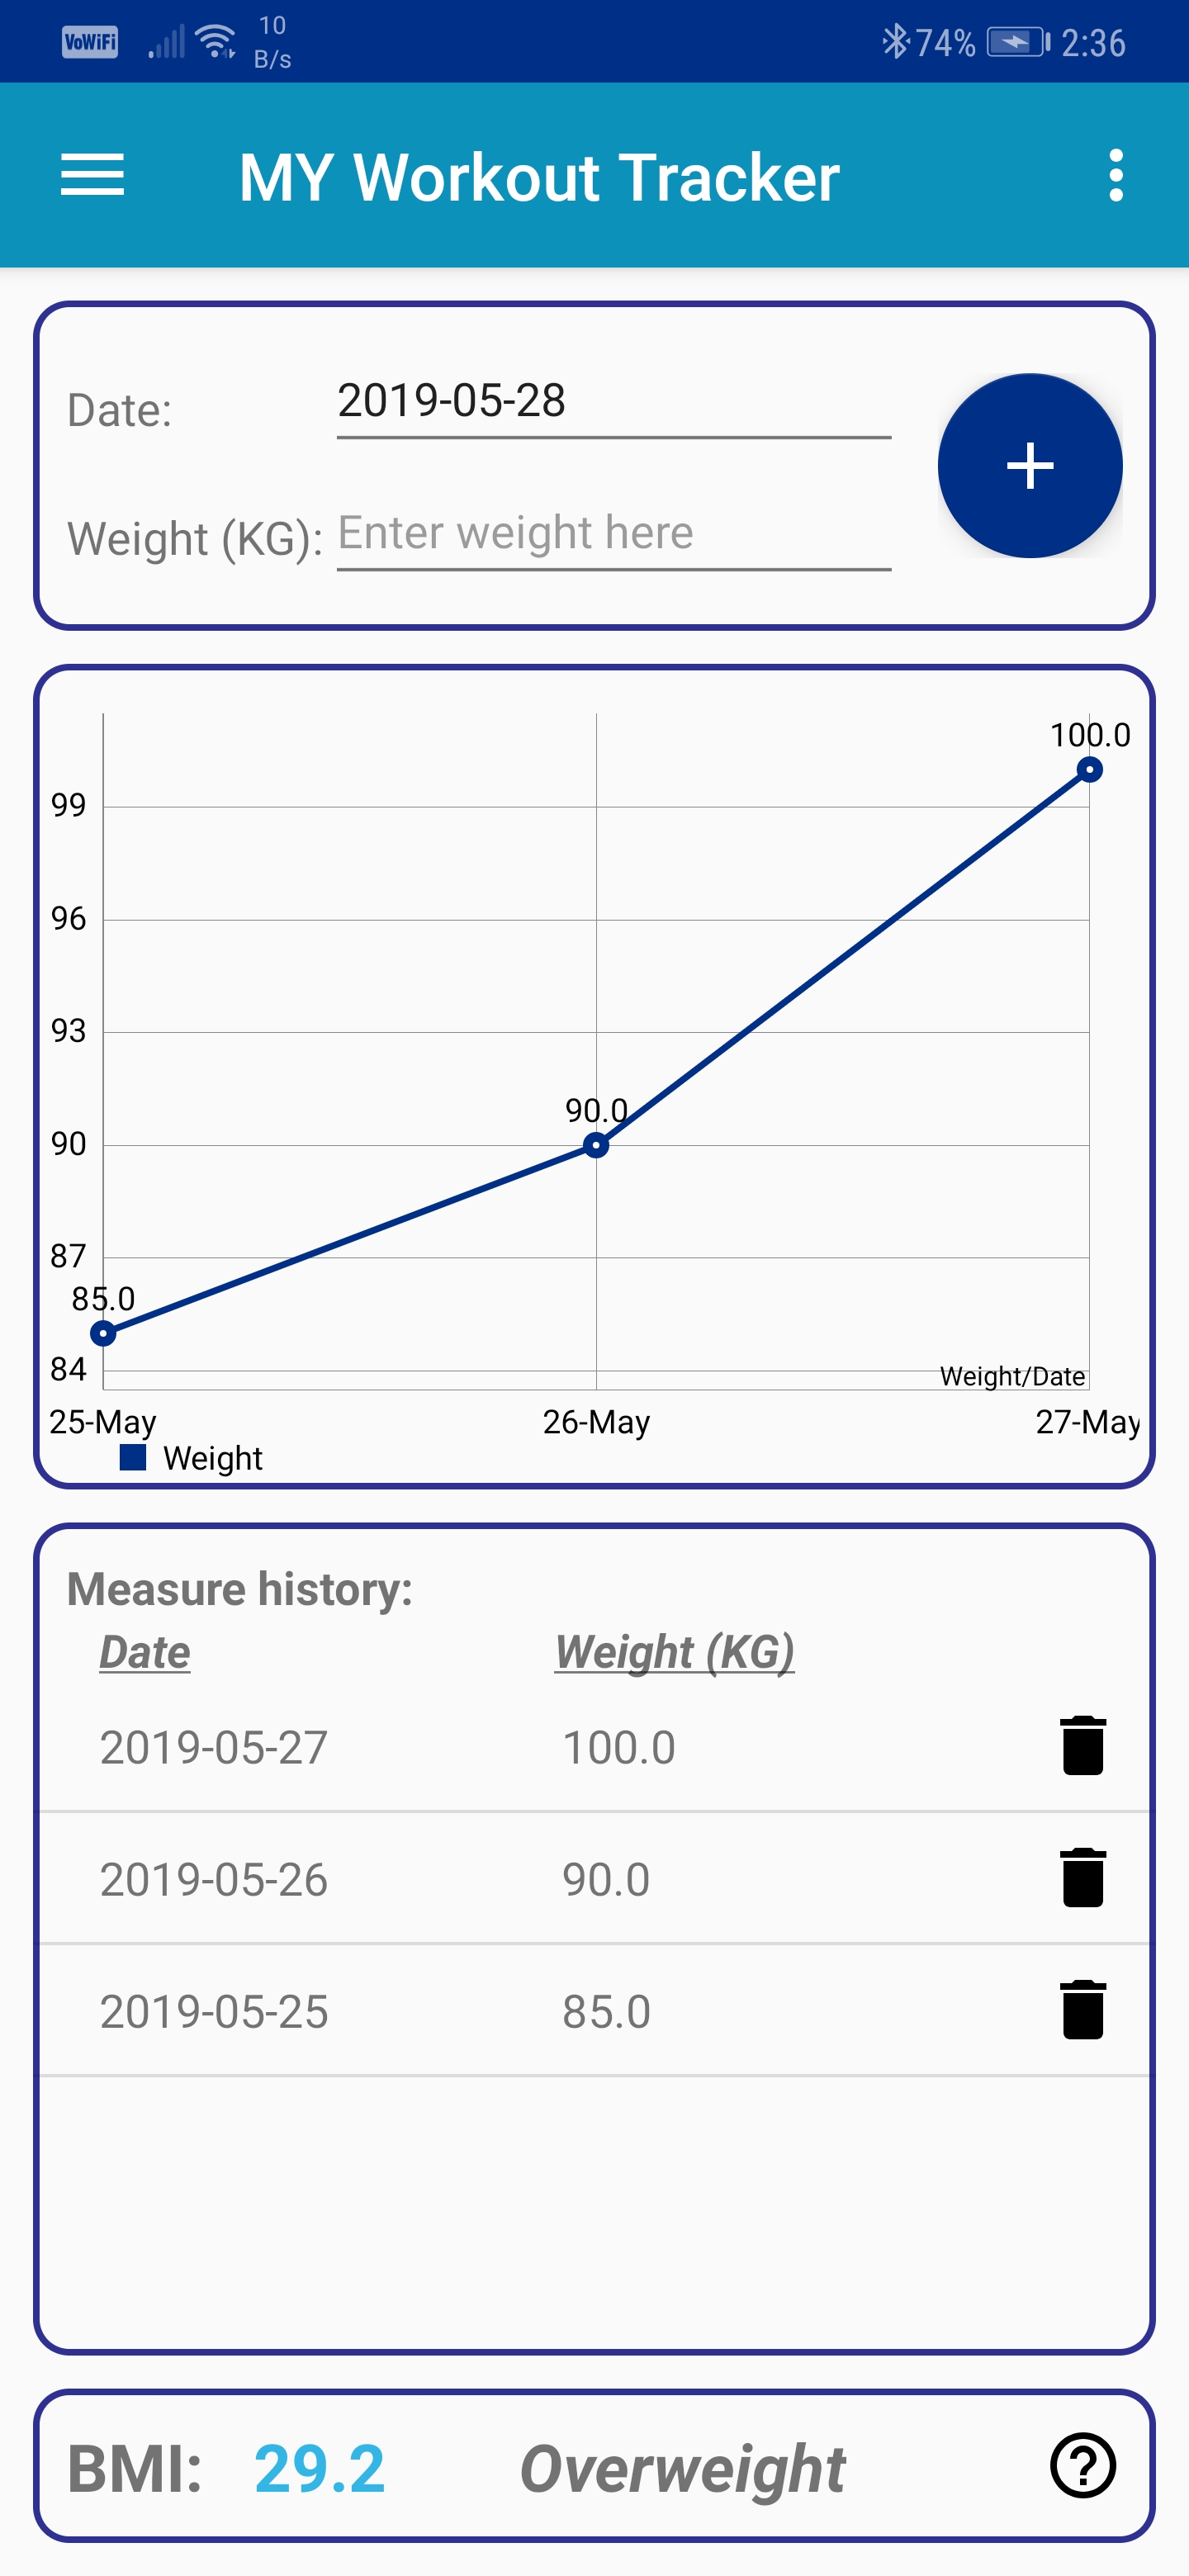 VoWiFi 10 B/s 74% 2:36
MY Workout Tracker
Date: 2019-05-28
Weight (KG): Enter weight here
+
100.0
99
96
93
90.0
90
87
85.0
84
Weight/Date
25-May 26-May 27-May
Weight
Measure history:
Date Weight (KG)
2019-05-27 100.0
2019-05-26 90.0
2019-05-25 85.0
BMI: 29.2 Overweight ?